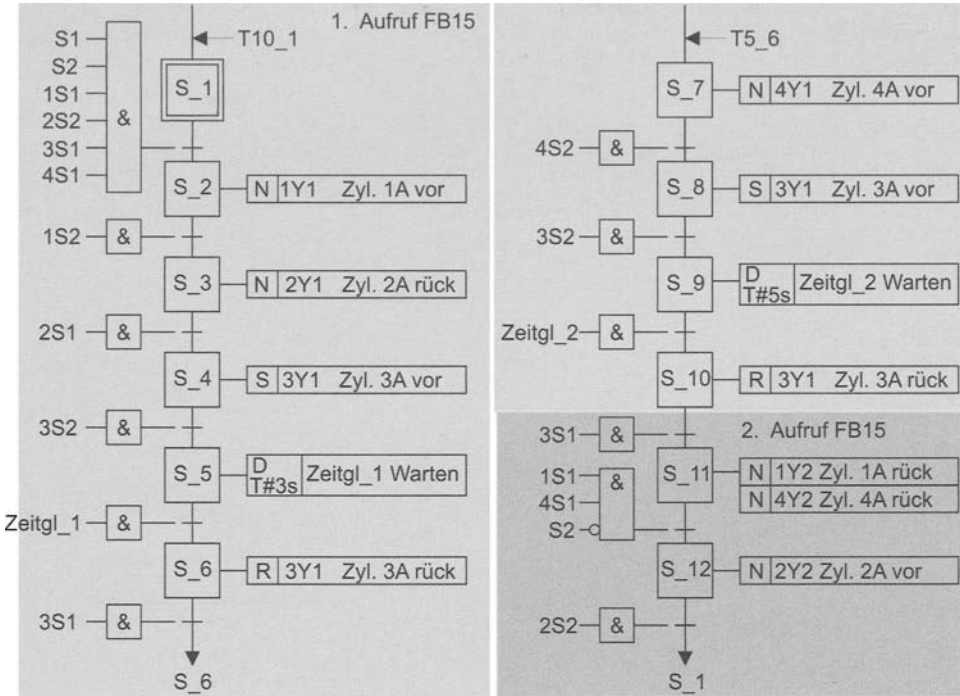 1. Aufruf FB15
T10_1
S1
S2
1S1
2S2
3S1
4S1
&
S_1
S_2
N 1Y1 Zyl. 1A vor
1S2 &
S_3
N 2Y1 Zyl. 2A rück
2S1 &
S_4
S 3Y1 Zyl. 3A vor
3S2 &
S_5
D
T#3s
Zeitgl_1 Warten
Zeitgl_1 &
S_6
R 3Y1 Zyl. 3A rück
3S1 &
S_6
T5_6
S_7
N 4Y1 Zyl. 4A vor
4S2 &
S_8
S 3Y1 Zyl. 3A vor
3S2 &
S_9
D
T#5s
Zeitgl_2 Warten
Zeitgl_2 &
S_10
R 3Y1 Zyl. 3A rück
3S1 &
2. Aufruf FB15
1S1
4S1
S2
&
S_11
N 1Y2 Zyl. 1A rück
N 4Y2 Zyl. 4A rück
S_12
N 2Y2 Zyl. 2A vor
2S2 &
S_1